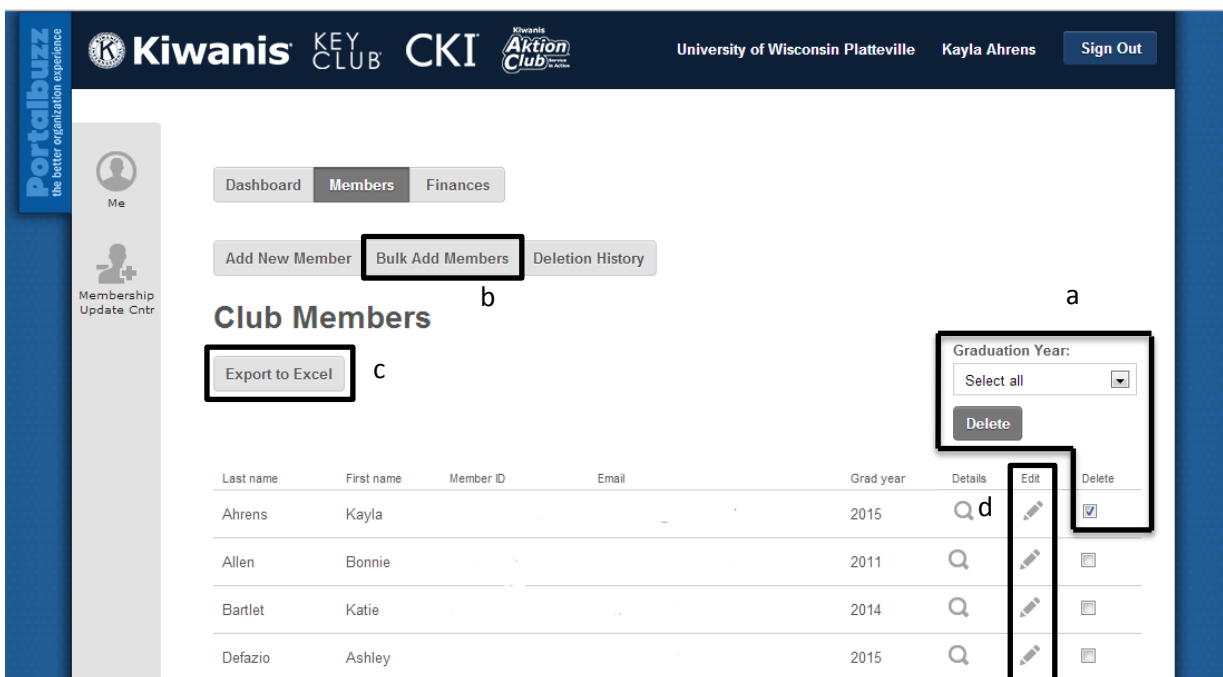 Portalbuzz
the better organization experience
Kiwanis KEY CLUB CKI Kiwanis Aktion Club Service in Action University of Wisconsin Platteville Kayla Ahrens Sign Out
Me
Membership
Update Cntr
Dashboard Members Finances
Add New Member Bulk Add Members Deletion History
b
a
Club Members
Export to Excel c
Graduation Year:
Select all
Delete
Last name First name Member ID Email Grad year Details Edit Delete
Ahrens Kayla 2015 d
Allen Bonnie 2011
Bartlet Katie 2014
Defazio Ashley 2015